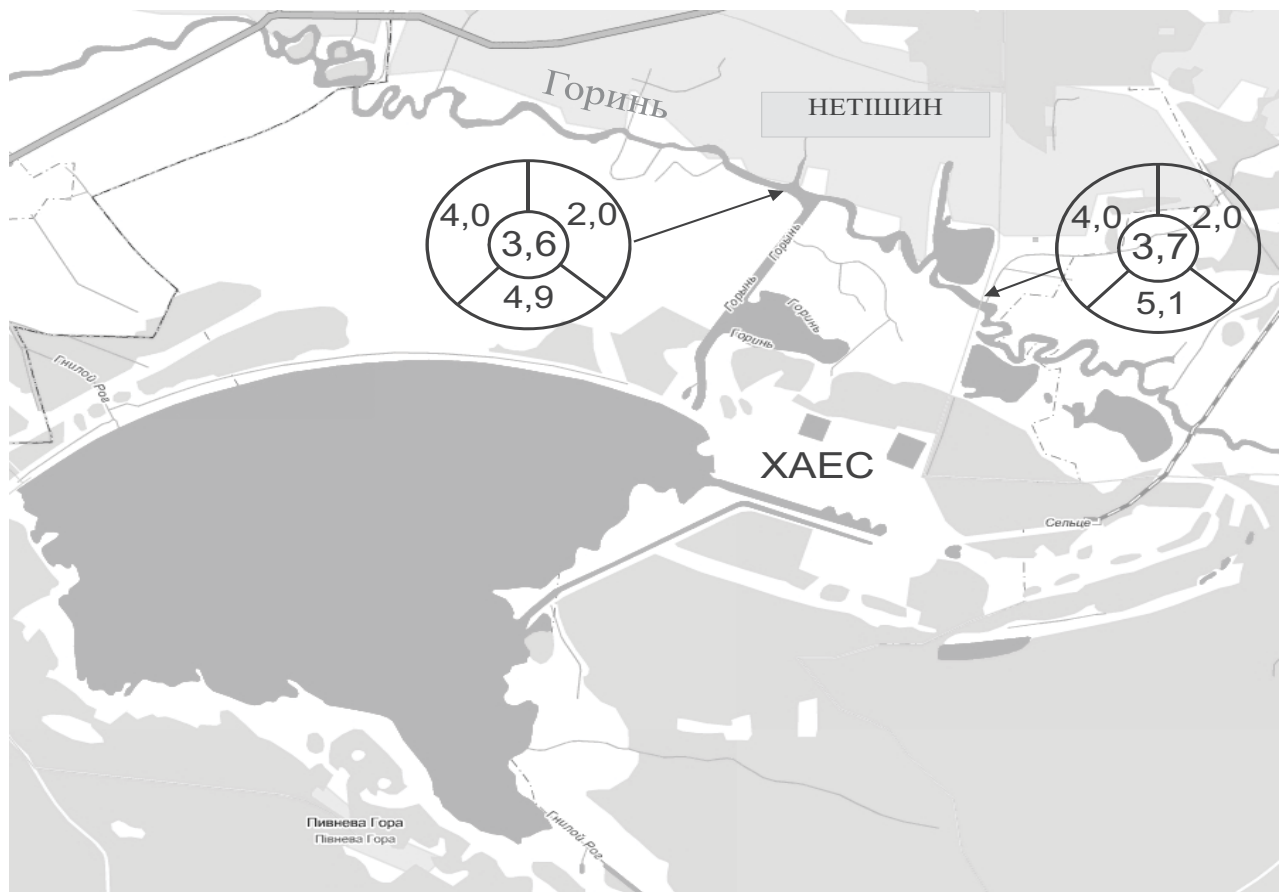 Горинь
НЕТІШИН
4,0
2,0
3,6
4,9
4,0
2,0
3,7
5,1
Горынь
Горынь
Горинь
Горинь
Гнилой Рог
ХАЕС
Сельце
Пивнева Гора
Півнева Гора
Гнилой Рог